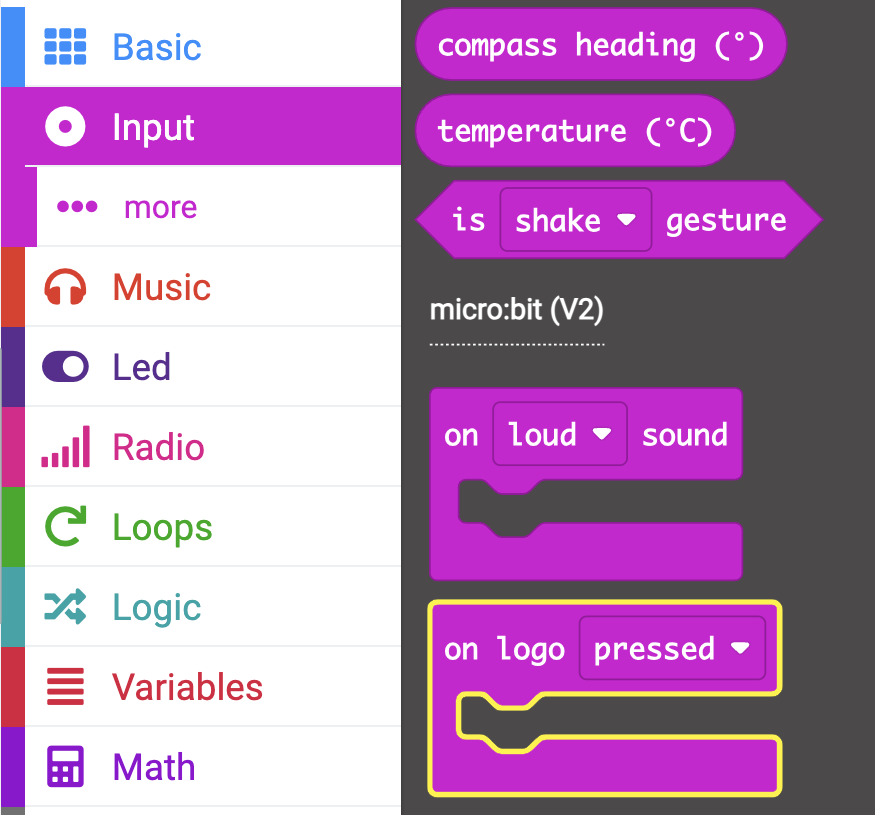 Basic
Input
more
Music
Led
Radio
Loops
Logic
Variables
Math
compass heading (°)
temperature (°C)
is shake gesture
micro:bit (V2)
on loud sound
on logo pressed